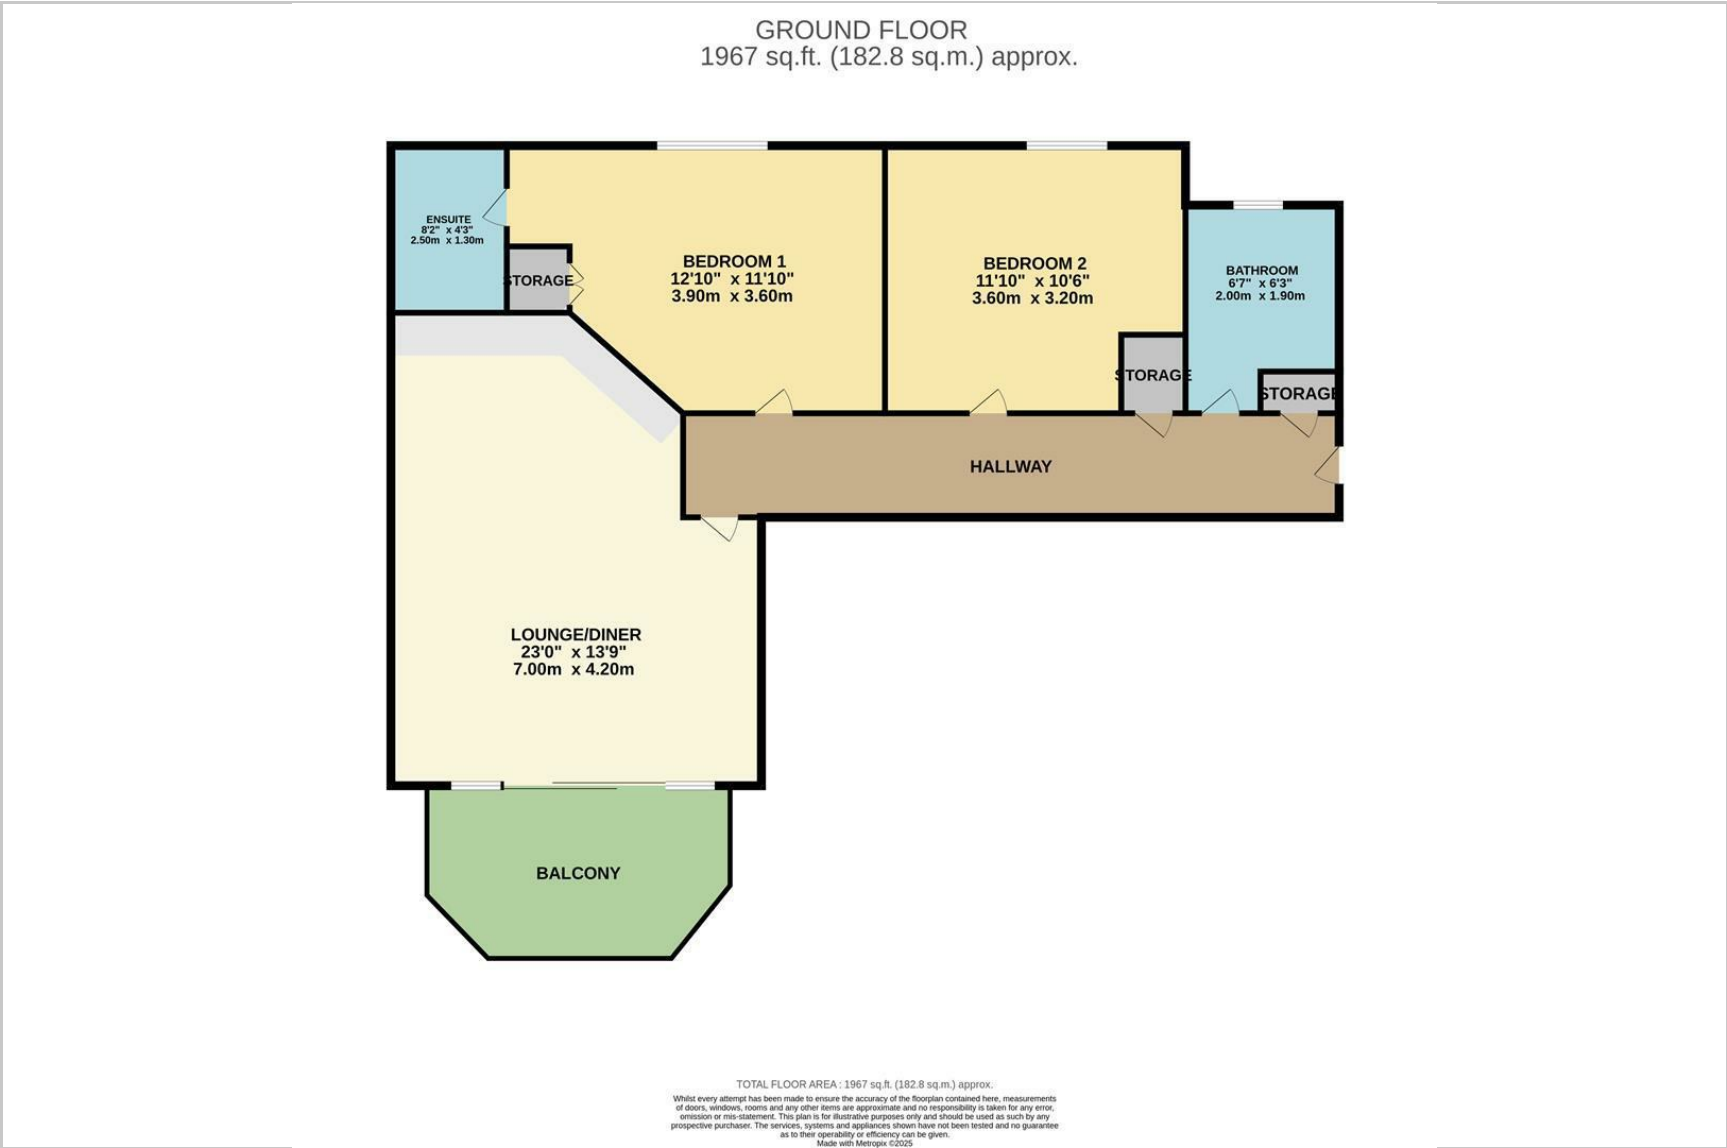 GROUND FLOOR
1967 sq.ft. (182.8 sq.m.) approx.
ENSUITE
8'2" x 4'3"
2.50m x 1.30m
STORAGE
BEDROOM 1
12'10" x 11'10"
3.90m x 3.60m
BEDROOM 2
11'10" x 10'6"
3.60m x 3.20m
BATHROOM
6'7" x 6'3"
2.00m x 1.90m
STORAGE
STORAGE
HALLWAY
LOUNGE/DINER
23'0" x 13'9"
7.00m x 4.20m
BALCONY
TOTAL FLOOR AREA : 1967 sq.ft. (182.8 sq.m.) approx.
Whilst every attempt has been made to ensure the accuracy of the floorplan contained here, measurements
of doors, windows, rooms and any other items are approximate and no responsibility is taken for any error,
omission or mis-statement. This plan is for illustrative purposes only and should be used as such by any
prospective purchaser. The services, systems and appliances shown have not been tested and no guarantee
as to their operability or efficiency can be given.
Made with Metropix ©2025